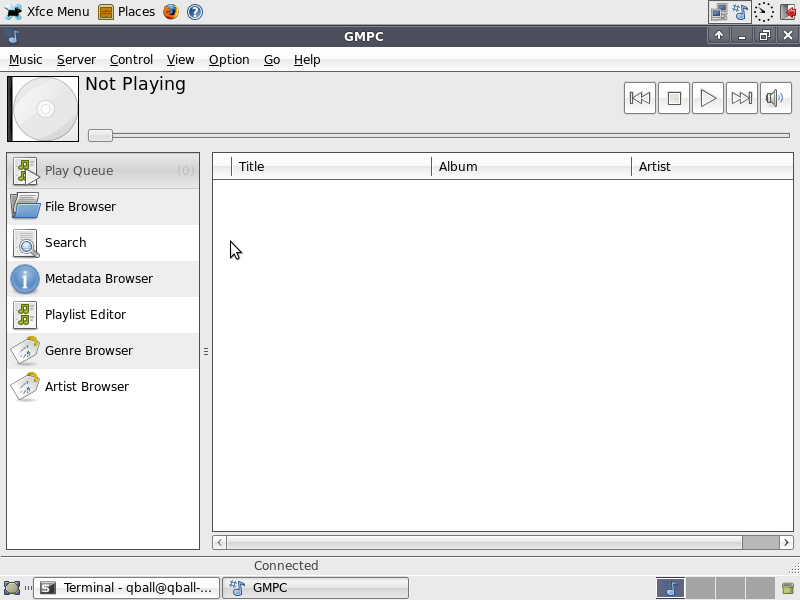 Xfce Menu Places
GMPC
Music Server Control View Option Go Help
Not Playing
Play Queue (0)
File Browser
Search
Metadata Browser
Playlist Editor
Genre Browser
Artist Browser
Title Album Artist
Connected
Terminal - qball@qball-... GMPC